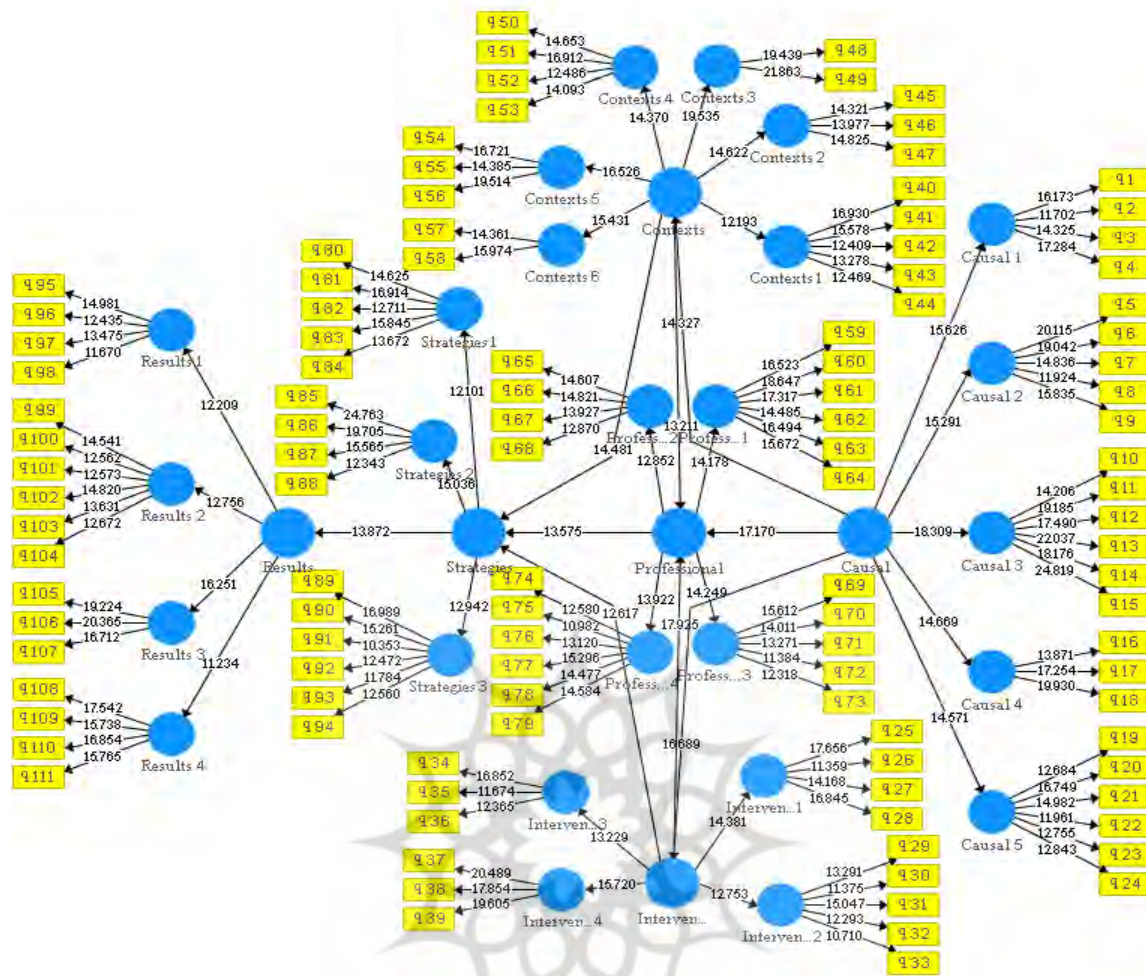 q50
q51
q52
q53
14.653
16.912
12.486
14.093
Contexts 4
14.370
q48
q49
19.439
21.863
Contexts 3
19.535
q45
q46
q47
14.321
13.977
14.825
Contexts 2
14.622
q54
q55
q56
16.721
14.385
19.514
Contexts 5
16.526
Contexts
q57
q58
14.361
15.974
Contexts 6
15.431
q40
q41
q42
q43
q44
16.930
15.578
12.409
13.278
12.469
Contexts 1
12.193
q1
q2
q3
q4
16.173
11.702
14.325
17.284
Causal 1
15.626
q80
q81
q82
q83
q84
14.625
16.914
12.711
15.845
13.672
Strategies 1
12.101
14.327
q95
q96
q97
q98
14.981
12.435
13.475
11.670
Results 1
12.209
q5
q6
q7
q8
q9
20.115
19.042
14.836
11.924
15.835
Causal 2
15.291
q65
q66
q67
q68
14.607
14.821
13.927
12.870
Profess...2
12.852
q59
q60
q61
q62
q63
q64
16.523
18.647
17.317
14.485
16.494
15.672
Profess...1
14.178
13.211
14.481
q85
q86
q87
q88
24.763
19.705
15.565
12.343
Strategies 2
15.036
q99
q100
q101
q102
q103
q104
14.541
12.562
12.573
14.820
13.631
12.672
Results 2
12.756
q10
q11
q12
q13
q14
q15
14.206
19.185
17.490
22.037
18.176
24.819
Causal 3
18.309
Results
13.872
Strategies
13.575
Professional
17.170
Causal
q89
q90
q91
q92
q93
q94
16.989
15.261
10.353
12.472
11.784
12.560
Strategies 3
12.942
q74
q75
q76
q77
q78
q79
12.580
10.982
13.120
15.296
14.477
14.584
Profess...4
13.922
q69
q70
q71
q72
q73
15.612
14.011
13.271
11.384
12.318
Profess...3
14.249
12.617
17.925
q105
q106
q107
19.224
20.365
16.712
Results 3
16.251
q16
q17
q18
13.871
17.254
19.930
Causal 4
14.669
q108
q109
q110
q111
17.542
15.738
16.854
15.765
Results 4
11.234
16.689
q25
q26
q27
q28
17.656
11.359
14.168
16.845
Interven...1
14.381
q19
q20
q21
q22
q23
q24
12.684
16.749
14.982
11.961
12.755
12.843
Causal 5
14.571
q34
q35
q36
16.852
11.674
12.365
Interven...3
13.229
q37
q38
q39
20.489
17.854
19.605
Interven...4
15.720
Interven...
q29
q30
q31
q32
q33
13.291
11.375
15.047
12.293
10.710
Interven...2
12.753